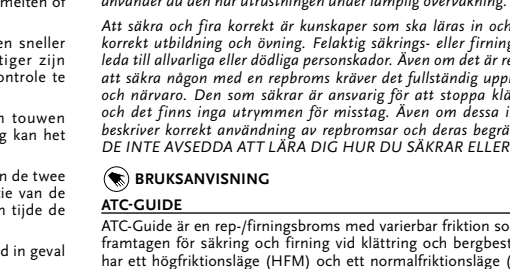 smelten of
en sneller
tiger zijn
ontrole te
n touwen
g kan het
n de twee
tie van de
n tijde de
d in geval
använder du den här utrustningen under lämplig övervakning.
Att säkra och fira korrekt är kunskaper som ska läras in och
korrekt utbildning och övning. Felaktig säkrings- eller firning
leda till allvarliga eller dödliga personskador. Även om det är re
att säkra någon med en repbroms kräver det fullständig upp
och närvaro. Den som säkrar är ansvarig för att stoppa klä
och det finns inga utrymmen för misstag. Även om dessa i
beskriver korrekt användning av repbromsar och deras begrä
DE INTE AVSEDDA ATT LÄRA DIG HUR DU SÄKRAR ELLER
BRUKSANVISNING
ATC-GUIDE
ATC-Guide är en rep-/firningsbroms med varierbar friktion so
framtagen för säkring och firning vid klättring och bergbest
har ett högfriktionsläge (HFM) och ett normalfriktionsläge (